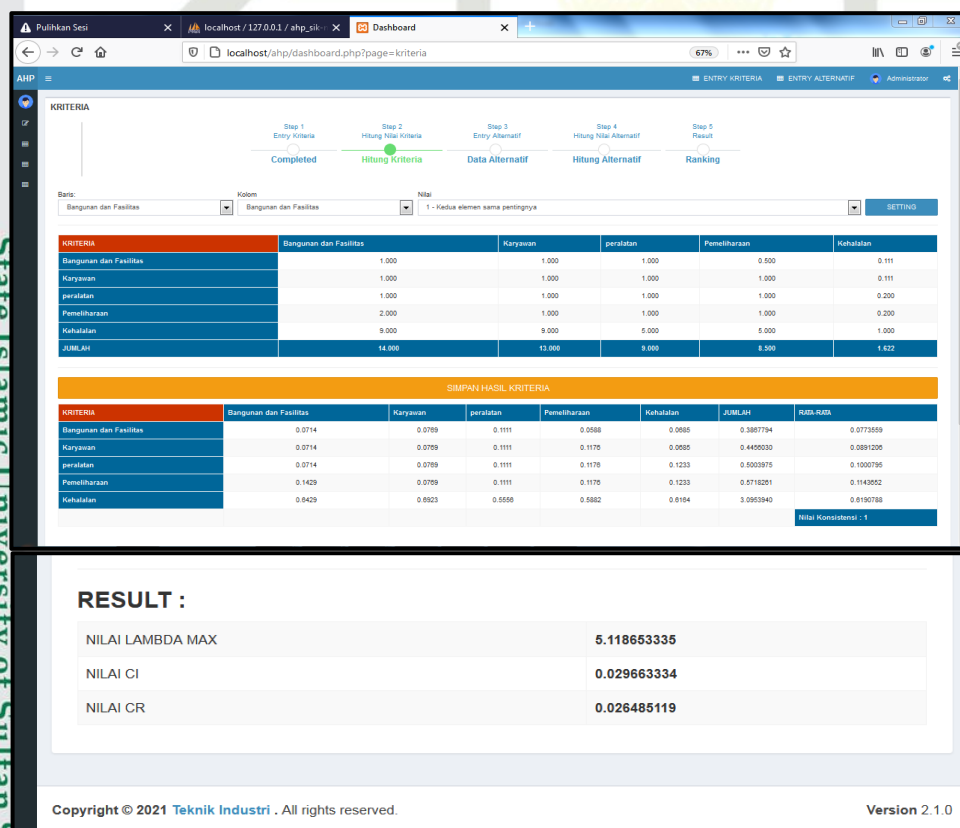 Pulihkan Sesi
localhost / 127.0.0.1 / ahp_sik
Dashboard
localhost/ahp/dashboard.php?page=kriteria
67%
AHP
ENTRY KRITERIA ENTRY ALTERNATIF Administrator
KRITERIA
Step 1 Step 2 Step 3 Step 4 Step 5
Entry Kriteria Hitung Nilai Kriteria Entry Alternatif Hitung Nilai Alternatif Result
Completed Hitung Kriteria Data Alternatif Hitung Alternatif Ranking
Baris: Kolom Nilai
Bangunan dan Fasilitas Bangunan dan Fasilitas 1 - Kedua elemen sama pentingnya SETTING
KRITERIA Bangunan dan Fasilitas Karyawan peralatan Pemeliharaan Kehalalan
Bangunan dan Fasilitas 1.000 1.000 1.000 0.500 0.111
Karyawan 1.000 1.000 1.000 1.000 0.111
peralatan 1.000 1.000 1.000 1.000 0.200
Pemeliharaan 2.000 1.000 1.000 1.000 0.200
Kehalalan 9.000 9.000 5.000 5.000 1.000
JUMLAH 14.000 13.000 9.000 8.500 1.622
SIMPAN HASIL KRITERIA
KRITERIA Bangunan dan Fasilitas Karyawan peralatan Pemeliharaan Kehalalan JUMLAH RATA-RATA
Bangunan dan Fasilitas 0.0714 0.0769 0.1111 0.0588 0.0685 0.3867794 0.0773559
Karyawan 0.0714 0.0769 0.1111 0.1176 0.0685 0.4456030 0.0891206
peralatan 0.0714 0.0769 0.1111 0.1176 0.1233 0.5003975 0.1000795
Pemeliharaan 0.1429 0.0769 0.1111 0.1176 0.1233 0.5718261 0.1143652
Kehalalan 0.6429 0.6923 0.5556 0.5882 0.6164 3.0953940 0.6190788
Nilai Konsistensi : 1
RESULT :
NILAI LAMBDA MAX 5.118653335
NILAI CI 0.029663334
NILAI CR 0.026485119
Copyright © 2021 Teknik Industri . All rights reserved. Version 2.1.0
State Islamic University of Sultan